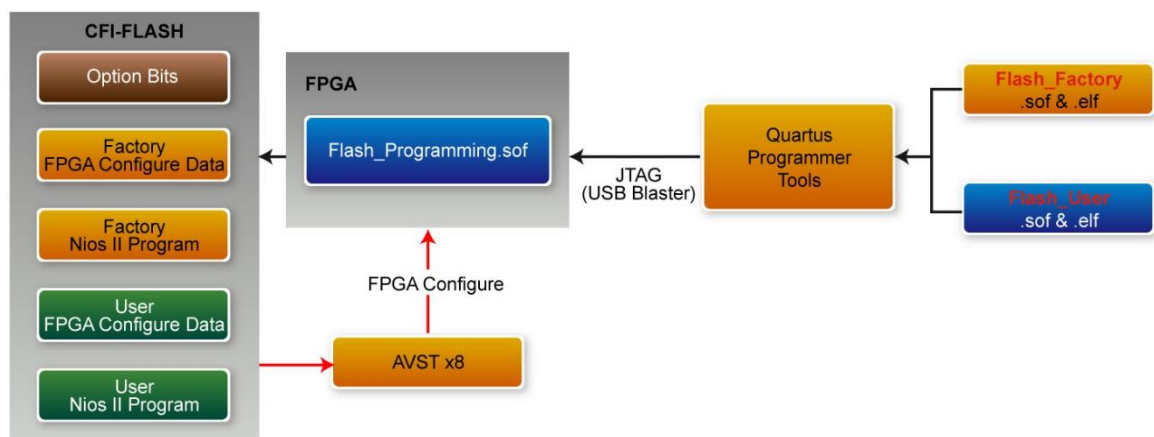 CFI-FLASH
Option Bits
Factory
FPGA Configure Data
Factory
Nios II Program
User
FPGA Configure Data
User
Nios II Program
FPGA
Flash_Programming.sof
FPGA Configure
AVST x8
JTAG
(USB Blaster)
Quartus
Programmer
Tools
Flash_Factory
.sof & .elf
Flash_User
.sof & .elf